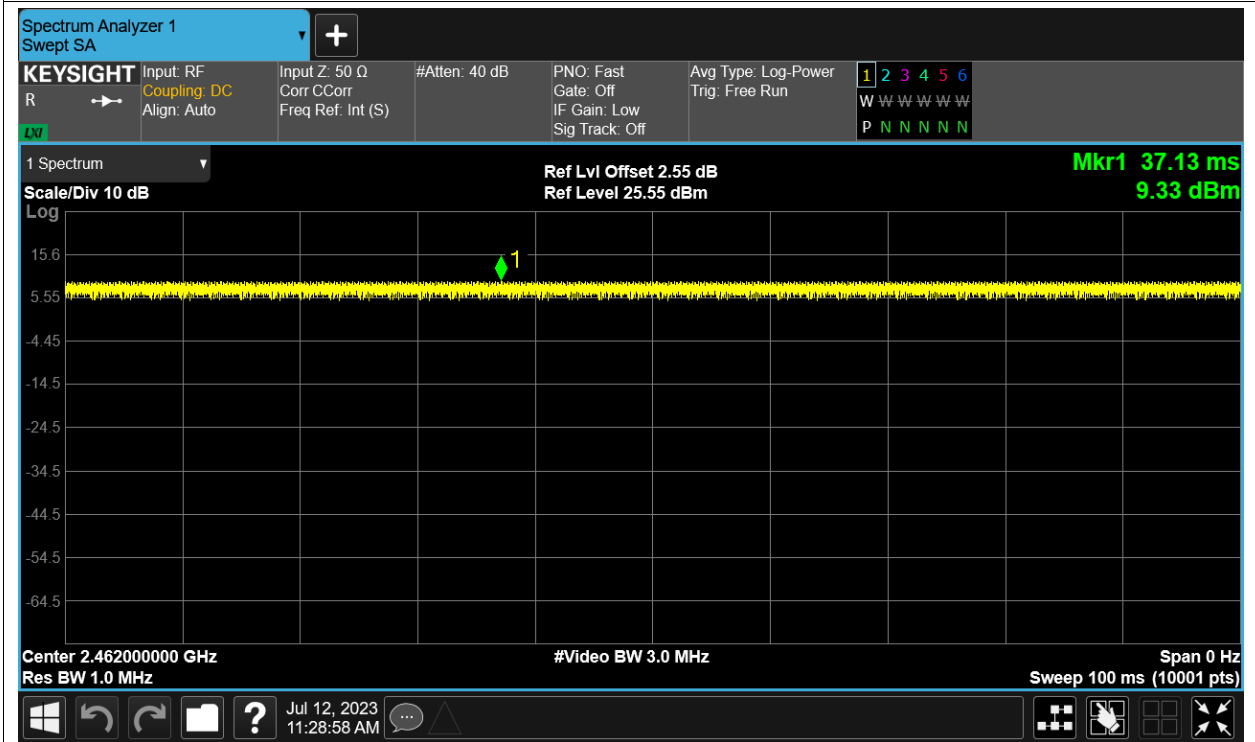 Spectrum Analyzer 1
Swept SA
KEYSIGHT
R
LXI
Input: RF
Coupling: DC
Align: Auto
Input Z: 50 Ω
Corr CCorr
Freq Ref: Int (S)
#Atten: 40 dB
PNO: Fast
Gate: Off
IF Gain: Low
Sig Track: Off
Avg Type: Log-Power
Trig: Free Run
1 2 3 4 5 6
W W W W W W
P N N N N N
1 Spectrum
Scale/Div 10 dB
Log
Ref Lvl Offset 2.55 dB
Ref Level 25.55 dBm
Mkr1 37.13 ms
9.33 dBm
1
15.6
5.55
-4.45
-14.5
-24.5
-34.5
-44.5
-54.5
-64.5
Center 2.462000000 GHz
Res BW 1.0 MHz
#Video BW 3.0 MHz
Span 0 Hz
Sweep 100 ms (10001 pts)
?
Jul 12, 2023
11:28:58 AM